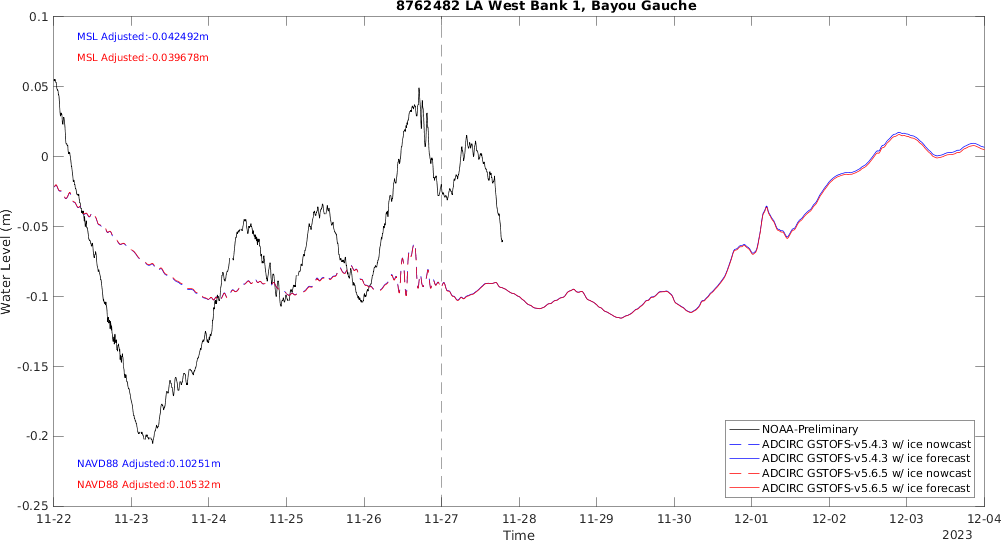 8762482 LA West Bank 1, Bayou Gauche
MSL Adjusted:-0.042492m
MSL Adjusted:-0.039678m
0.1
0.05
0
-0.05
-0.1
-0.15
-0.2
-0.25
Water Level (m)
NAVD88 Adjusted:0.10251m
NAVD88 Adjusted:0.10532m
NOAA-Preliminary
ADCIRC GSTOFS-v5.4.3 w/ ice nowcast
ADCIRC GSTOFS-v5.4.3 w/ ice forecast
ADCIRC GSTOFS-v5.6.5 w/ ice nowcast
ADCIRC GSTOFS-v5.6.5 w/ ice forecast
11-22 11-23 11-24 11-25 11-26 11-27 11-28 11-29 11-30 12-01 12-02 12-03 12-04
Time
2023